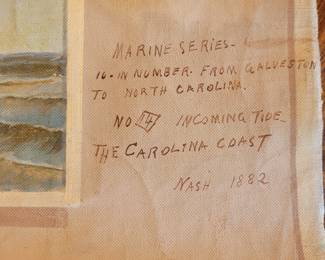 MARINE-SERIES-
16-IN NUMBER. FROM GALVESTON
TO NORTH CAROLINA.
NO 14 INCOMING TIDE
THE CAROLINA COAST
NASH 1882